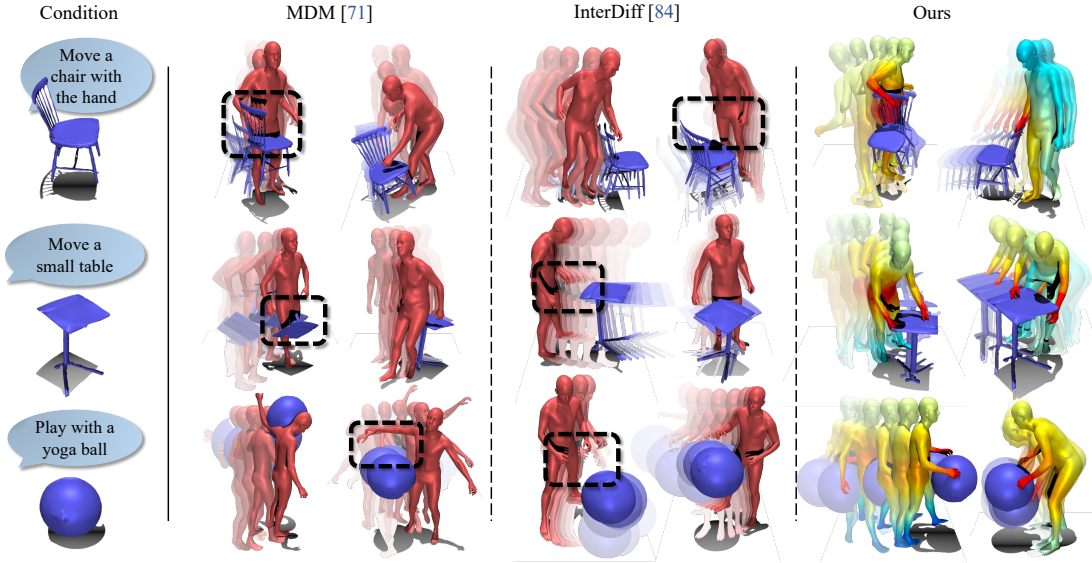 Condition
MDM [71]
InterDiff [84]
Ours
Move a
chair with
the hand
Move a
small table
Play with a
yoga ball